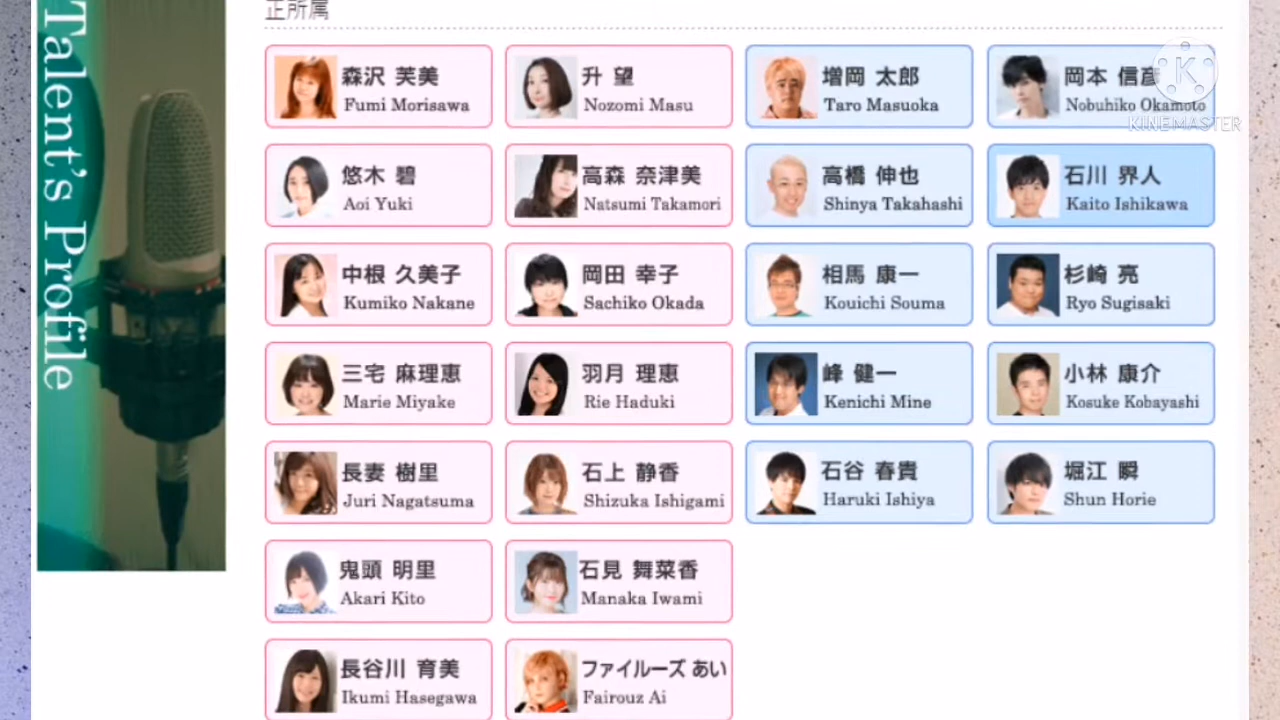 正所属
Talent's Profile
森沢 芙美
Fumi Morisawa
升 望
Nozomi Masu
増岡 太郎
Taro Masuoka
岡本 信彦
Nobuhiko Okamoto
KINEMASTER
悠木 碧
Aoi Yuki
高森 奈津美
Natsumi Takamori
高橋 伸也
Shinya Takahashi
石川 界人
Kaito Ishikawa
中根 久美子
Kumiko Nakane
岡田 幸子
Sachiko Okada
相馬 康一
Kouichi Souma
杉崎 亮
Ryo Sugisaki
三宅 麻理恵
Marie Miyake
羽月 理恵
Rie Haduki
峰 健一
Kenichi Mine
小林 康介
Kosuke Kobayashi
長妻 樹里
Juri Nagatsuma
石上 静香
Shizuka Ishigami
石谷 春貴
Haruki Ishiya
堀江 瞬
Shun Horie
鬼頭 明里
Akari Kito
石見 舞菜香
Manaka Iwami
長谷川 育美
Ikumi Hasegawa
ファイルーズ あい
Fairouz Ai